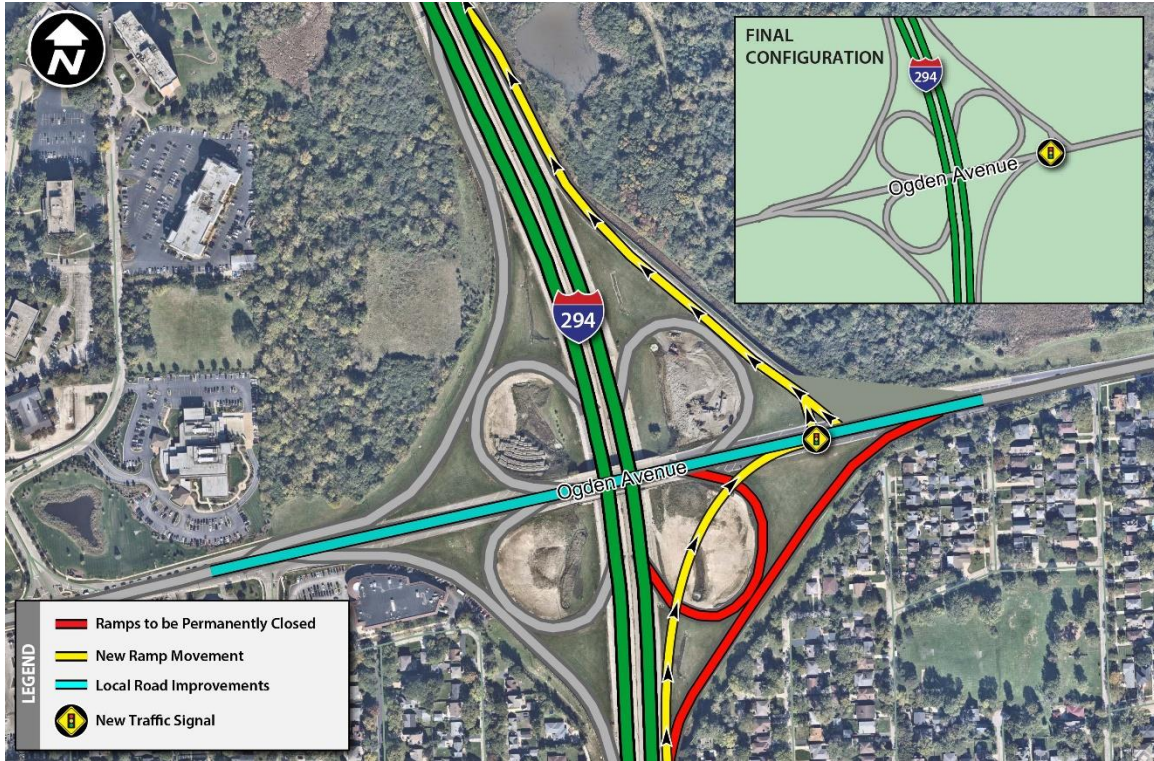 N
FINAL
CONFIGURATION
294
Ogden Avenue
294
Ogden Avenue
LEGEND
Ramps to be Permanently Closed
New Ramp Movement
Local Road Improvements
New Traffic Signal